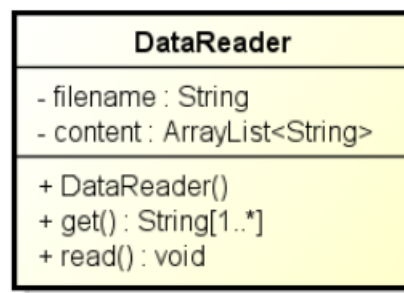 DataReader
- filename : String
- content : ArrayList<String>
+ DataReader()
+ get() : String[1..*]
+ read() : void